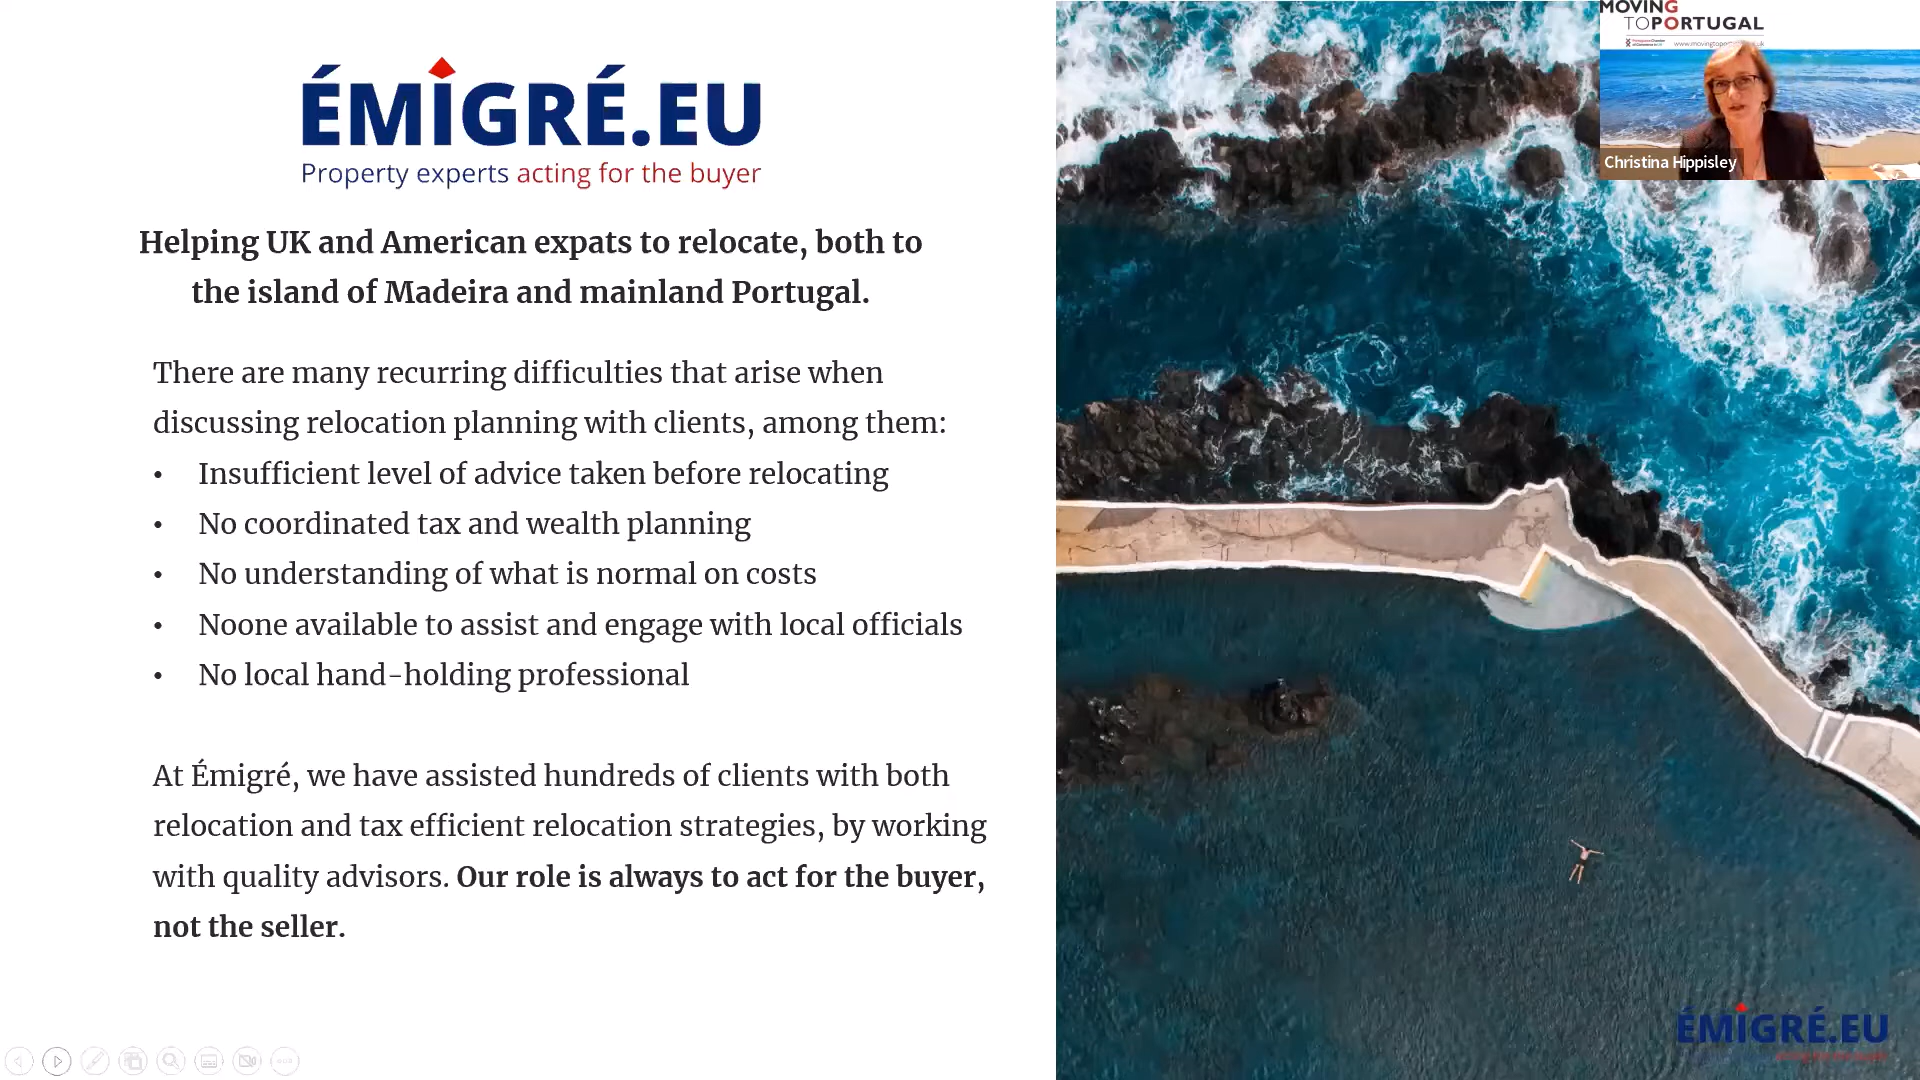 ÉMIGRÉ.EU
Property experts acting for the buyer
Helping UK and American expats to relocate, both to
the island of Madeira and mainland Portugal.
There are many recurring difficulties that arise when
discussing relocation planning with clients, among them:
• Insufficient level of advice taken before relocating
• No coordinated tax and wealth planning
• No understanding of what is normal on costs
• Noone available to assist and engage with local officials
• No local hand-holding professional
At Émigré, we have assisted hundreds of clients with both
relocation and tax efficient relocation strategies, by working
with quality advisors. Our role is always to act for the buyer,
not the seller.
MOVING
TOPORTUGAL
Christina Hippisley
ÉMIGRÉ.EU